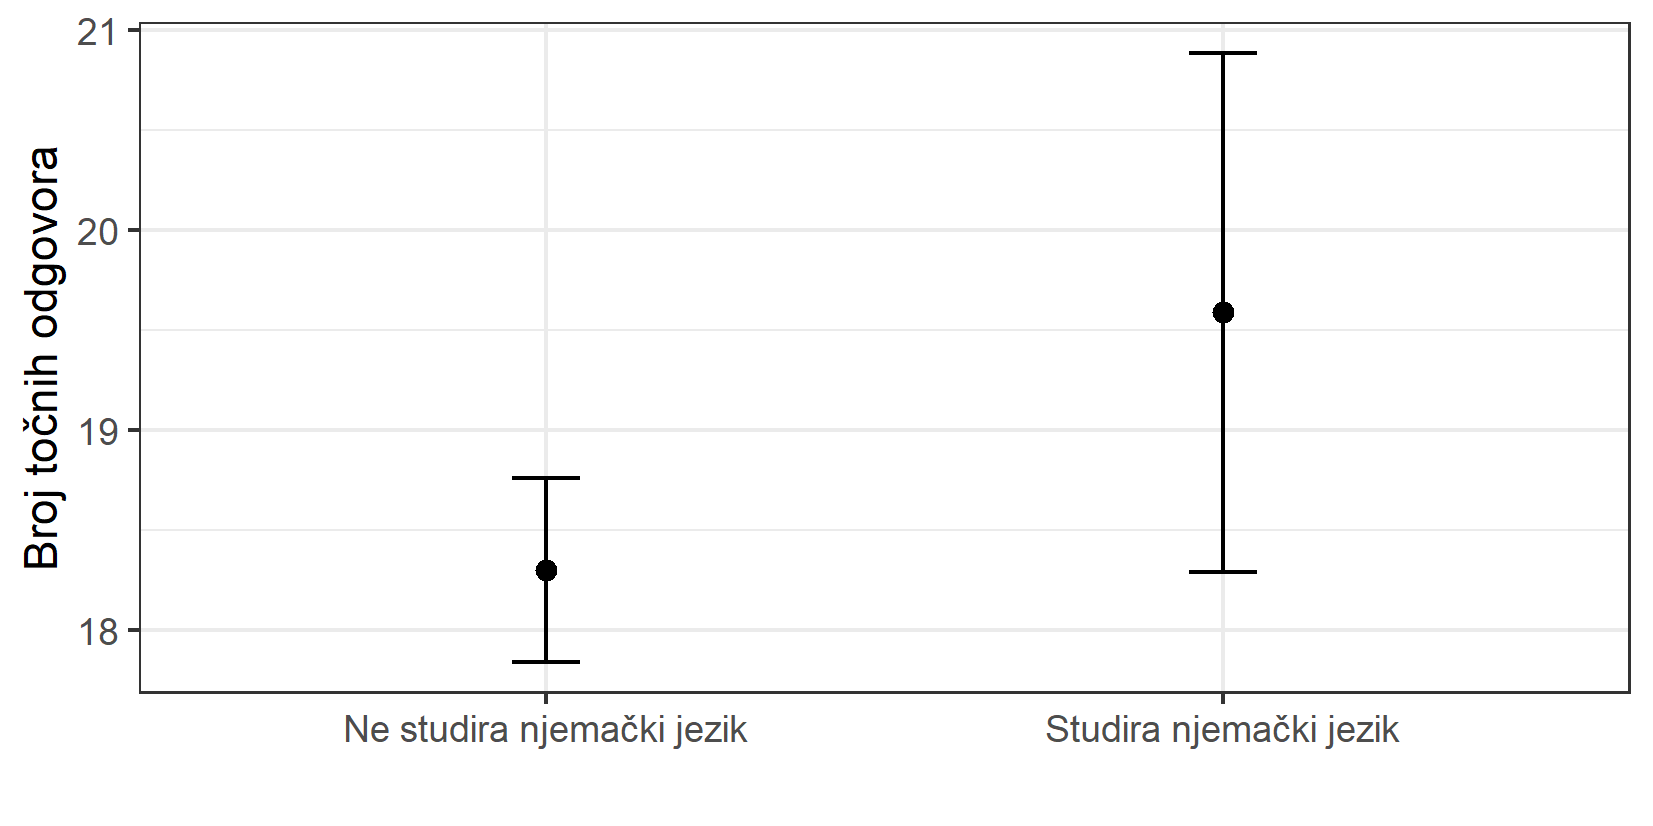 Broj točnih odgovora
21
20
19
18
Ne studira njemački jezik
Studira njemački jezik